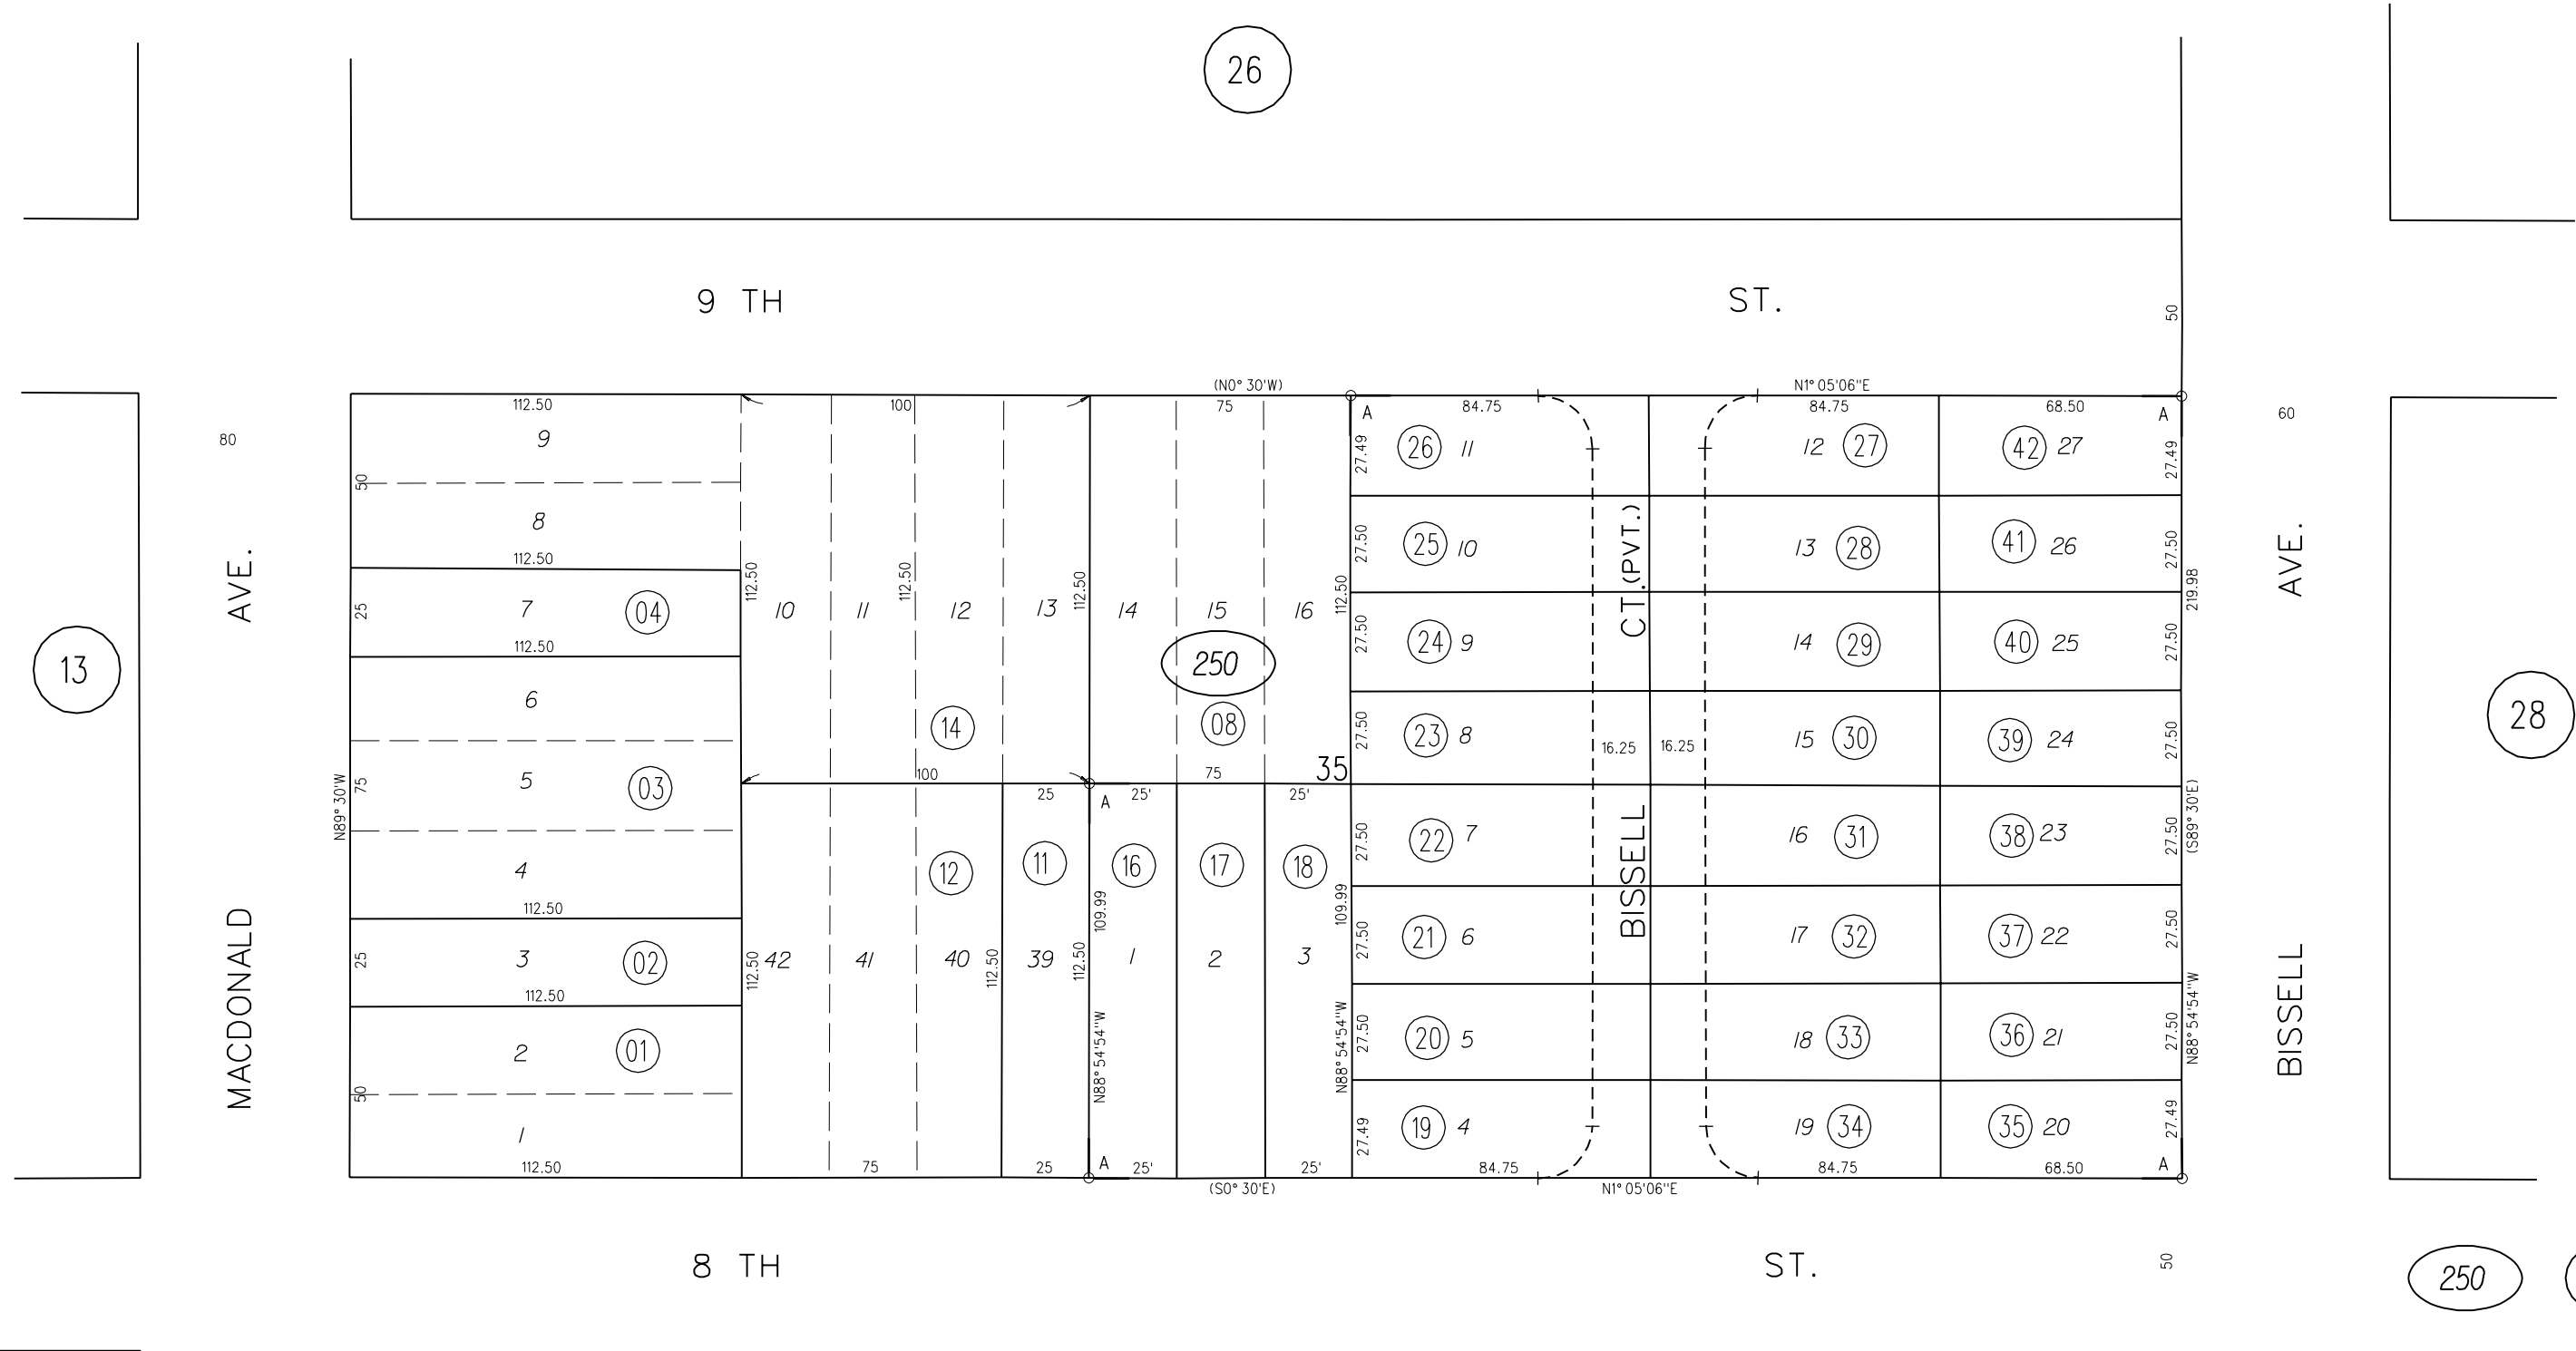 26
9 TH ST.
50
(N0° 30'W) N1° 05'06"E
112.50 100 75 84.75 84.75 68.50
A A
80 60
9 26 11 12 27 42 27
27.49 27.49
50
8 25 10 13 28 41 26
27.50 27.50
112.50
112.50 112.50 112.50 112.50
219.98
25 7 04 10 11 12 13 14 15 16
24 9 14 29 40 25
27.50 27.50
112.50
250
13
28
6 14 08 23 8 15 30 39 24
27.50 27.50
16.25 16.25
100 75 35
75 5 03
25 A 25' 25'
N89° 30'W
22 7 16 31 38 23
27.50 27.50
(S89° 30'E)
4 12 11 16 17 18
112.50
109.99 109.99
21 6 17 32 37 22
27.50 27.50
25 3 02 42 41 40 39 1 2 3
112.50 112.50 112.50
112.50
N88° 54'54"W N88° 54'54"W N88° 54'54"W
2 01 20 5 18 33 36 21
27.50 27.50
50
1 19 4 19 34 35 20
27.49 27.49
112.50 75 25 A 25' 25' 84.75 84.75 68.50 A
(S0° 30'E) N1° 05'06"E
MACDONALD AVE.
BISSELL CT.(PVT.)
BISSELL AVE.
8 TH ST.
50
250